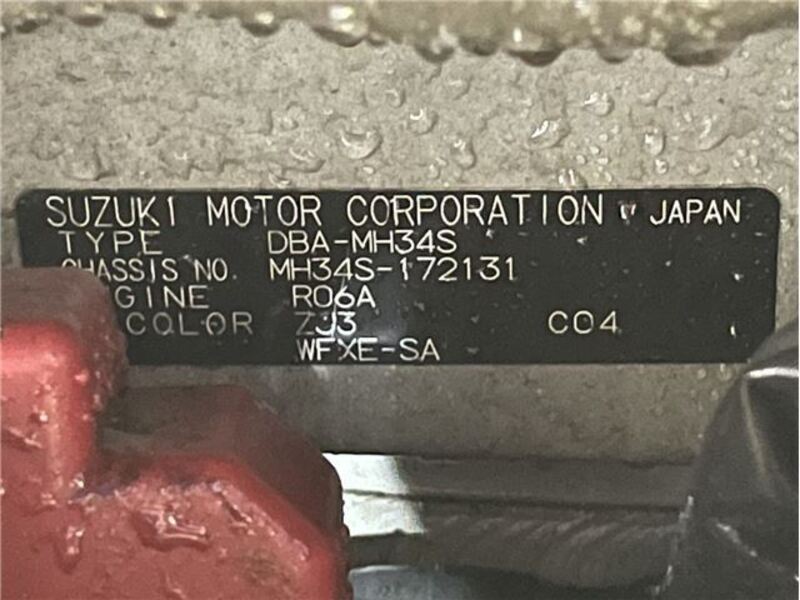 SUZUKI MOTOR CORPORATION JAPAN
TYPE DBA-MH34S
CHASSIS NO. MH34S-172131
GINE R06A
COLOR ZJ3 C04
WFXE-SA